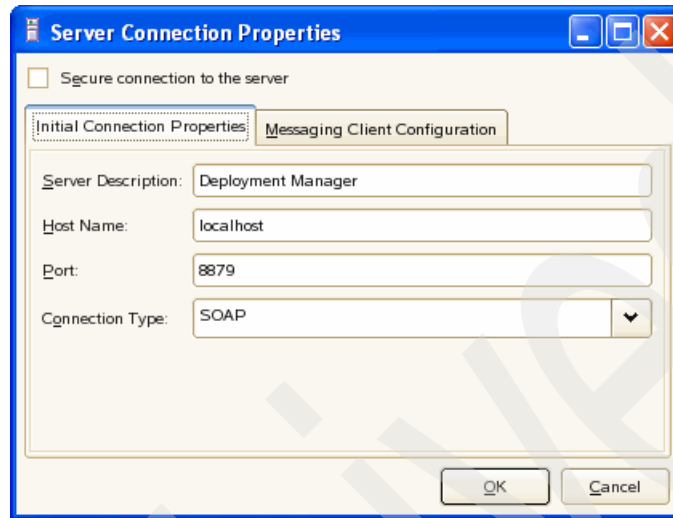 Server Connection Properties
Secure connection to the server
Initial Connection Properties
Messaging Client Configuration
Server Description: Deployment Manager
Host Name: localhost
Port: 8879
Connection Type: SOAP
OK Cancel